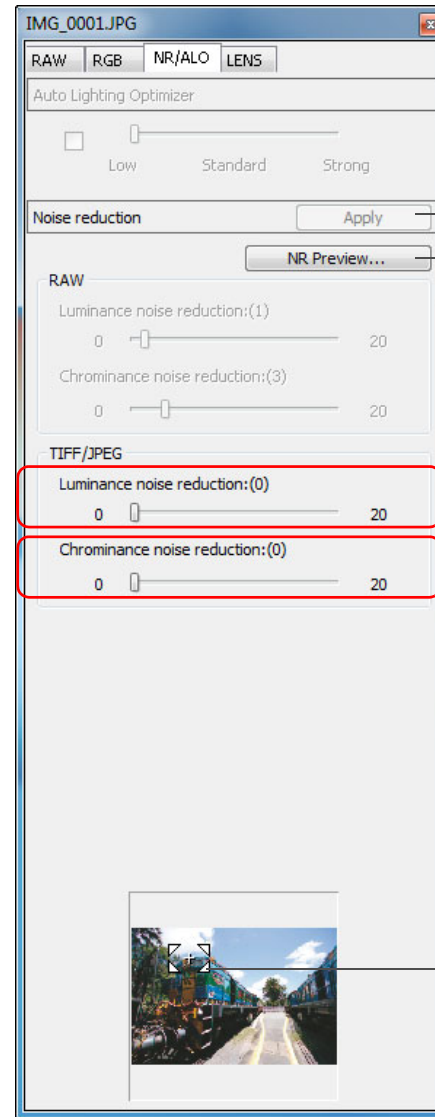 IMG_0001.JPG
RAW RGB NR/ALO LENS
Auto Lighting Optimizer
Low Standard Strong
Noise reduction Apply
NR Preview...
RAW
Luminance noise reduction:(1)
0 20
Chrominance noise reduction:(3)
0 20
TIFF/JPEG
Luminance noise reduction:(0)
0 20
Chrominance noise reduction:(0)
0 20